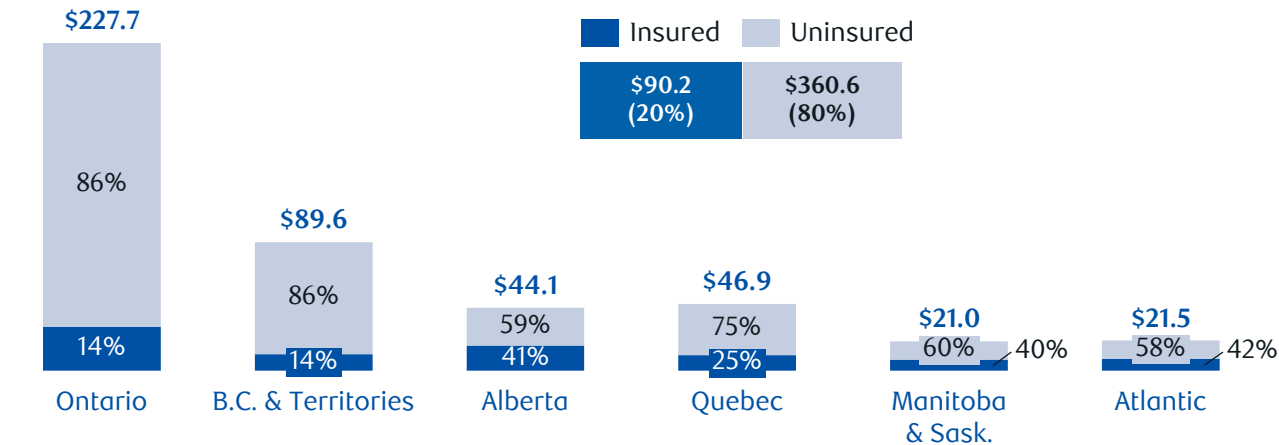 $227.7
Insured Uninsured
$90.2 $360.6
(20%) (80%)
86%
$89.6
86%
$44.1
$46.9
59%
75%
$21.0
$21.5
14%
14%
41%
25%
60%
40%
58%
42%
Ontario
B.C. & Territories
Alberta
Quebec
Manitoba
& Sask.
Atlantic